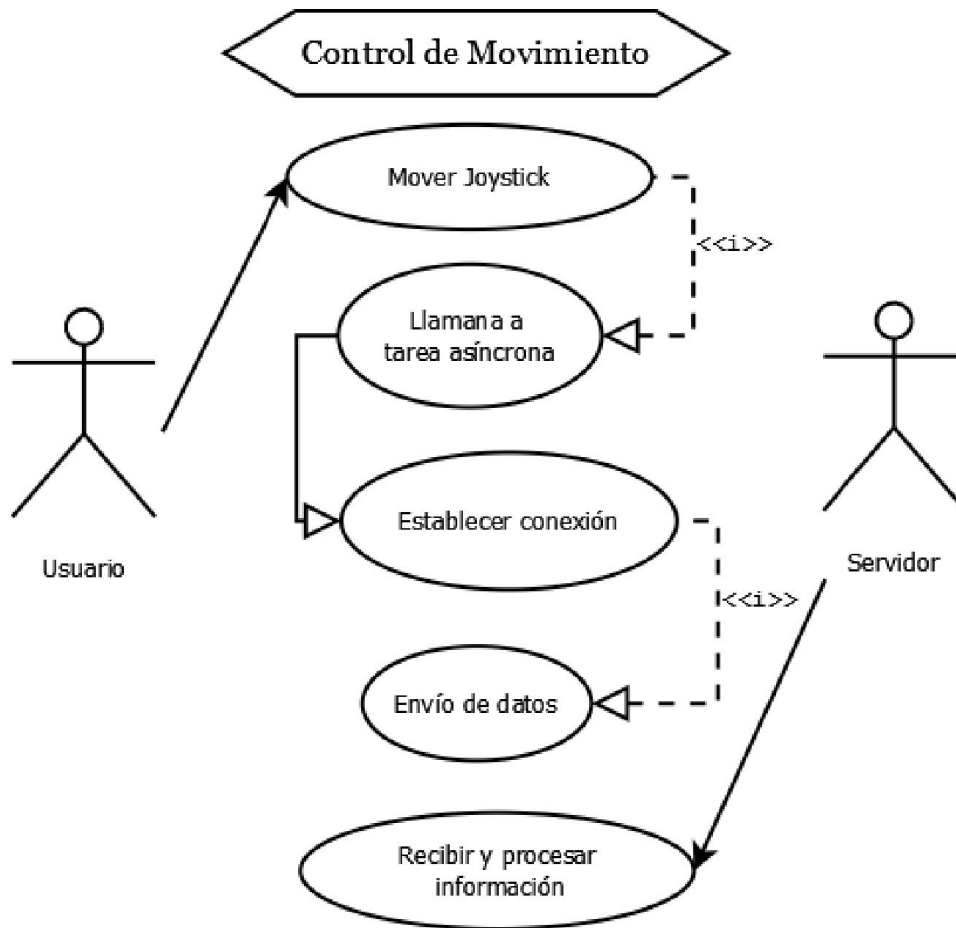 Control de Movimiento
Mover Joystick
<<i>>
Llamana a
tarea asíncrona
Establecer conexión
Usuario
Servidor
<<i>>
Envío de datos
Recibir y procesar
información